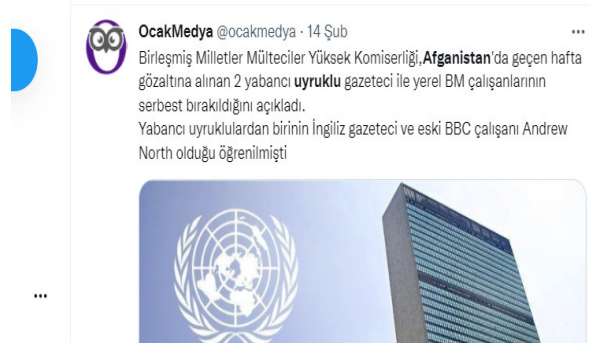 OcakMedya @ocakmedya · 14 Şub
Birleşmiş Milletler Mülteciler Yüksek Komiserliği,Afganistan'da geçen hafta
gözaltına alınan 2 yabancı uyruklu gazeteci ile yerel BM çalışanlarının
serbest bırakıldığını açıkladı.
Yabancı uyruklulardan birinin İngiliz gazeteci ve eski BBC çalışanı Andrew
North olduğu öğrenilmişti